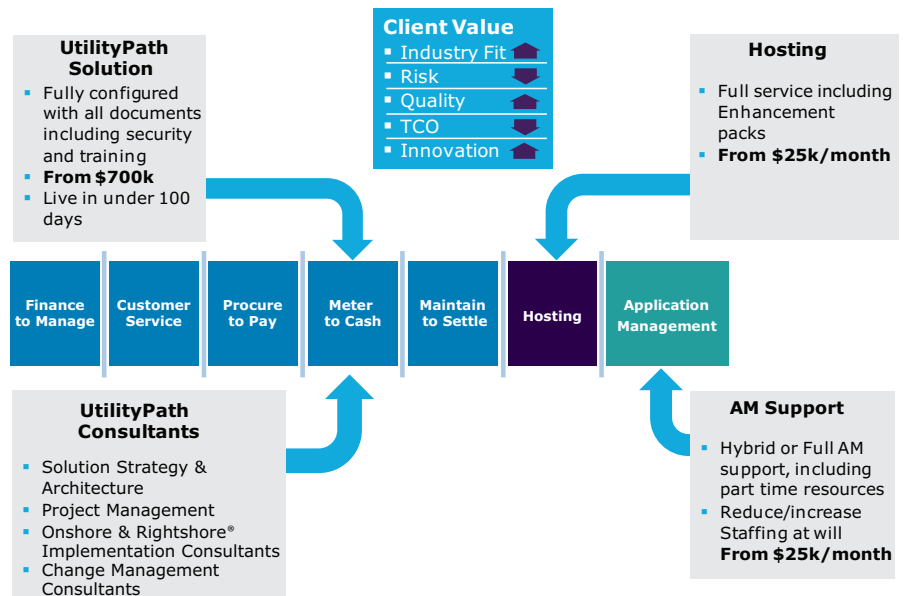 UtilityPath
Solution
▪ Fully configured
with all documents
including security
and training
▪ From $700k
▪ Live in under 100
days
Client Value
▪ Industry Fit
▪ Risk
▪ Quality
▪ TCO
▪ Innovation
Hosting
▪ Full service including
Enhancement
packs
▪ From $25k/month
Finance
to Manage
Customer
Service
Procure
to Pay
Meter
to Cash
Maintain
to Settle
Hosting
Application
Management
UtilityPath
Consultants
▪ Solution Strategy &
Architecture
▪ Project Management
▪ Onshore & Rightshore®
Implementation Consultants
▪ Change Management
Consultants
AM Support
▪ Hybrid or Full AM
support, including
part time resources
▪ Reduce/increase
Staffing at will
From $25k/month